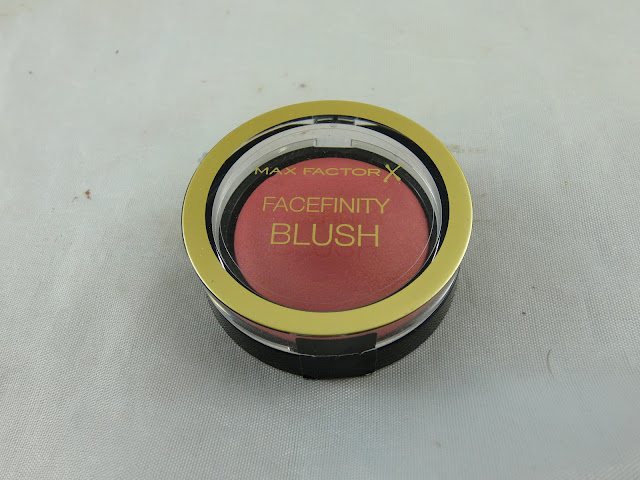 MAX FACTOR X
FACEFINITY
BLUSH